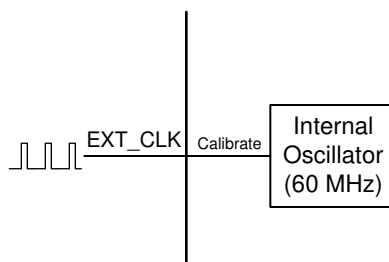 EXT_CLK
Calibrate
Internal
Oscillator
(60 MHz)